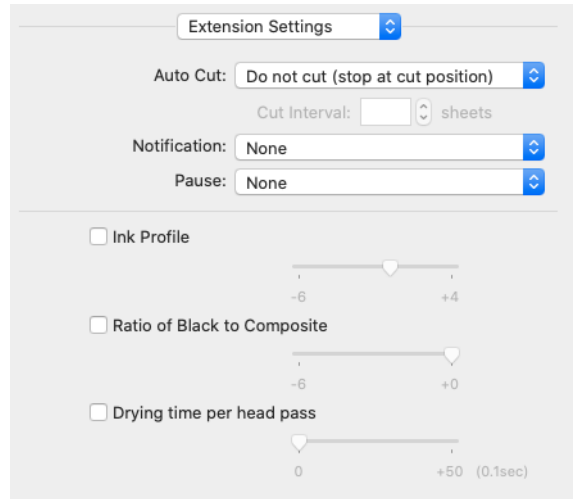 Extension Settings
Auto Cut: Do not cut (stop at cut position)
Cut Interval: sheets
Notification: None
Pause: None
Ink Profile
-6 +4
Ratio of Black to Composite
-6 +0
Drying time per head pass
0 +50 (0.1sec)